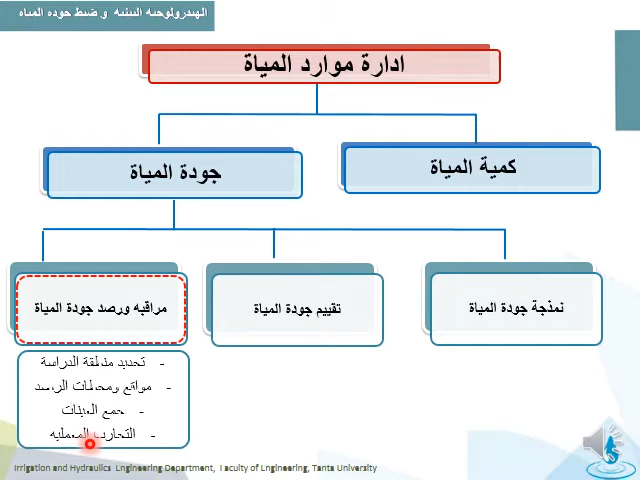 الهيدرولوجيه البيئيه و ضبط جوده المياه
ادارة موارد المياة
كمية المياة
جودة المياة
نمذجة جودة المياة
تقييم جودة المياة
مراقبه ورصد جودة المياة
- تحديد منطقة الدراسة
- مواقع ومحطات الرصد
- جمع العينات
- التجارب المعمليه
Irrigation and Hydraulics Engineering Department, Faculty of Engineering, Tanta University